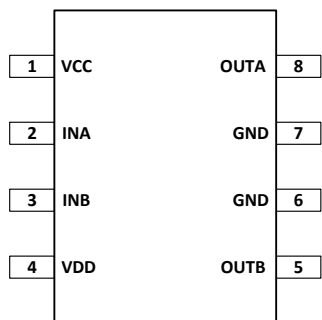 1 VCC OUTA 8
2 INA GND 7
3 INB GND 6
4 VDD OUTB 5